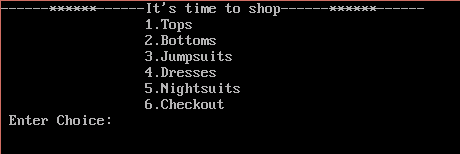 ------******------It's time to shop------******------
1.Tops
2.Bottoms
3.Jumpsuits
4.Dresses
5.Nightsuits
6.Checkout
Enter Choice: